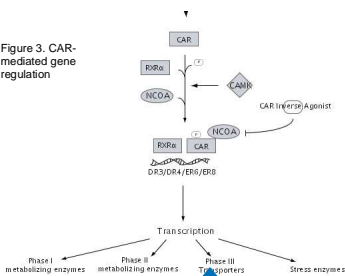 CAR
Figure 3. CAR-
mediated gene
regulation
RXRα
P
CAMK
NCOA
CAR Inverse Agonist
NCOA
P
RXRα
CAR
DR3/DR4/ER6/ER8
Transcription
Phase I
metabolizing enzymes
Phase II
metabolizing enzymes
Phase III
Transporters
Stress enzymes